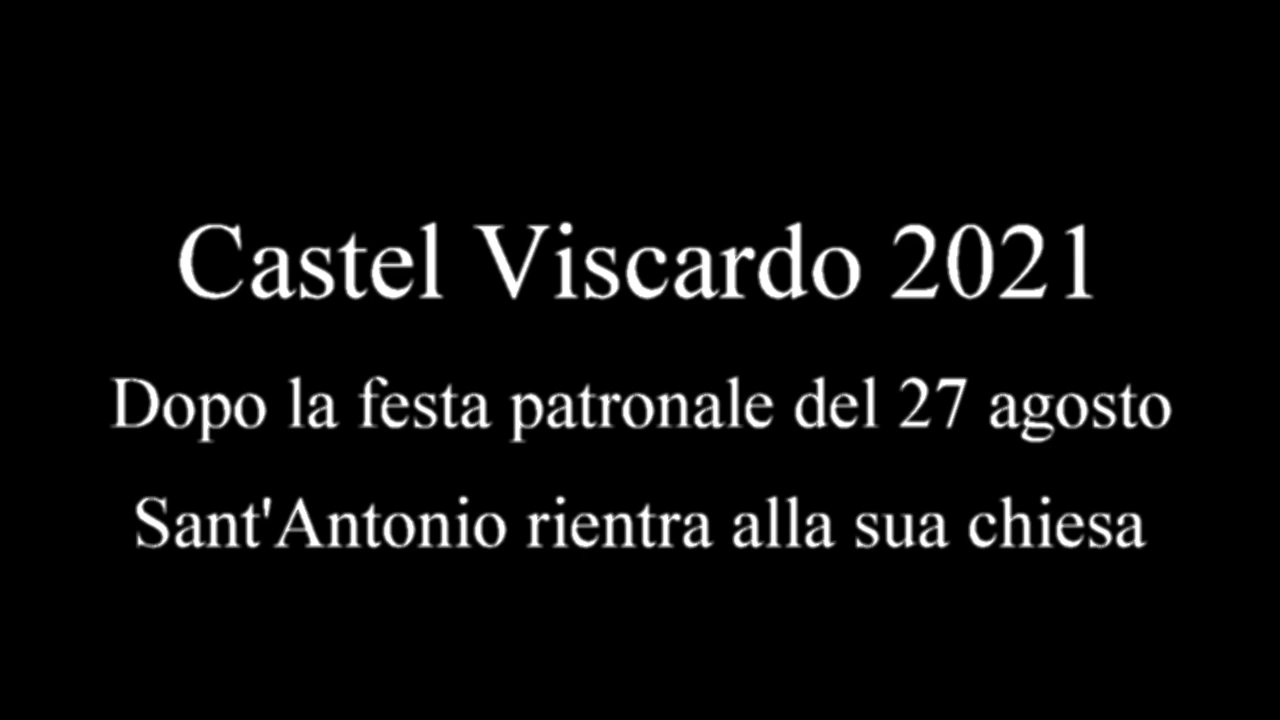 Castel Viscardo 2021
Dopo la festa patronale del 27 agosto
Sant'Antonio rientra alla sua chiesa